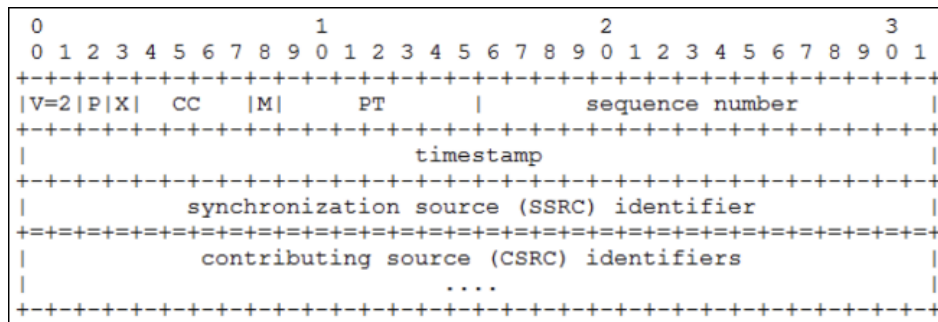 0                   1                   2                   3
0 1 2 3 4 5 6 7 8 9 0 1 2 3 4 5 6 7 8 9 0 1 2 3 4 5 6 7 8 9 0 1
+-+-+-+-+-+-+-+-+-+-+-+-+-+-+-+-+-+-+-+-+-+-+-+-+-+-+-+-+-+-+-+-+
|V=2|P|X|  CC   |M|     PT      |       sequence number         |
+-+-+-+-+-+-+-+-+-+-+-+-+-+-+-+-+-+-+-+-+-+-+-+-+-+-+-+-+-+-+-+-+
|                           timestamp                           |
+-+-+-+-+-+-+-+-+-+-+-+-+-+-+-+-+-+-+-+-+-+-+-+-+-+-+-+-+-+-+-+-+
|           synchronization source (SSRC) identifier            |
+=+=+=+=+=+=+=+=+=+=+=+=+=+=+=+=+=+=+=+=+=+=+=+=+=+=+=+=+=+=+=+=+
|            contributing source (CSRC) identifiers             |
|                             ....                              |
+-+-+-+-+-+-+-+-+-+-+-+-+-+-+-+-+-+-+-+-+-+-+-+-+-+-+-+-+-+-+-+-+